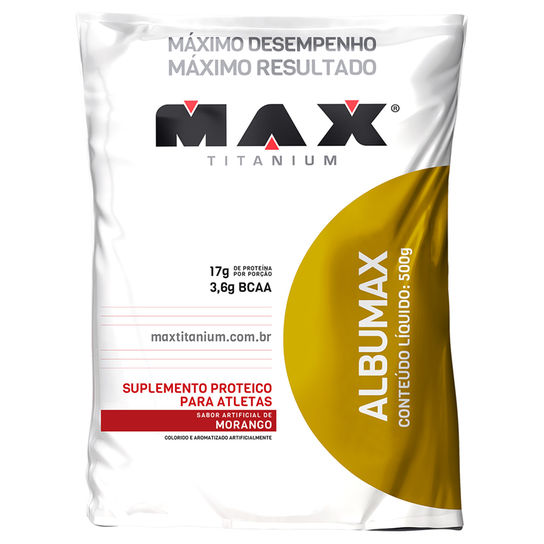 MÁXIMO DESEMPENHO
MÁXIMO RESULTADO
MAX®
TITANIUM
17g DE PROTEÍNA POR PORÇÃO
3,6g BCAA
maxtitanium.com.br
SUPLEMENTO PROTEICO
PARA ATLETAS
SABOR ARTIFICIAL DE
MORANGO
COLORIDO E AROMATIZADO ARTIFICIALMENTE
ALBUMAX
CONTEÚDO LÍQUIDO: 500g